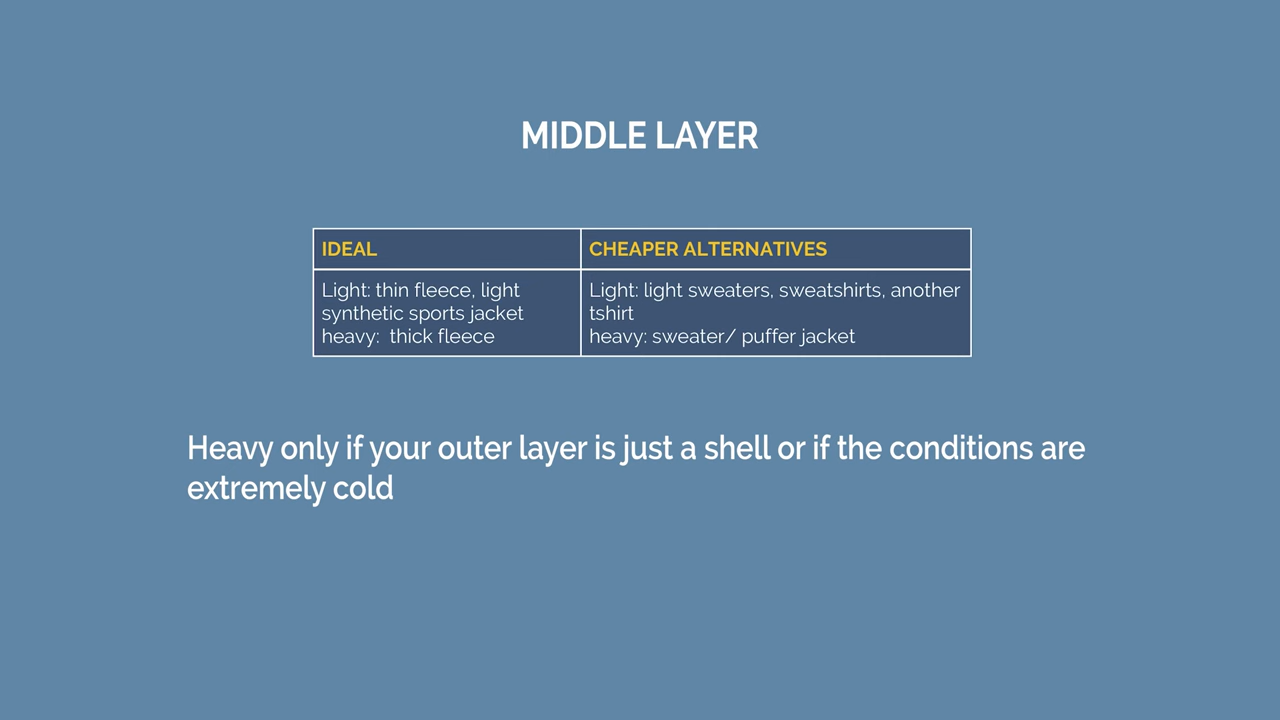 MIDDLE LAYER
IDEAL
CHEAPER ALTERNATIVES
Light: thin fleece, light
synthetic sports jacket
heavy:  thick fleece
Light: light sweaters, sweatshirts, another
tshirt
heavy: sweater/ puffer jacket
Heavy only if your outer layer is just a shell or if the conditions are
extremely cold